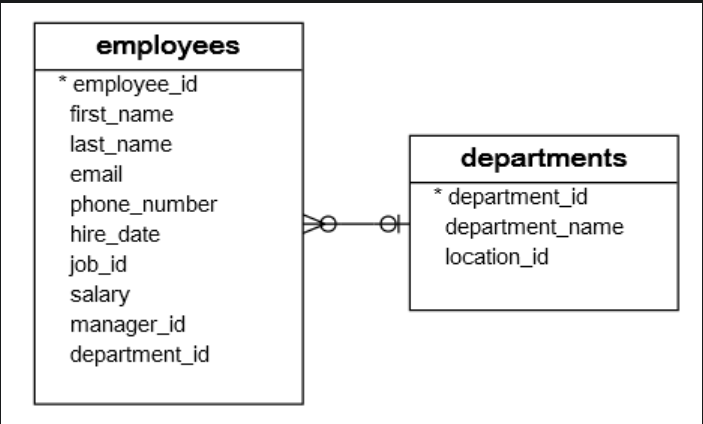 employees
* employee_id
first_name
last_name
email
phone_number
hire_date
job_id
salary
manager_id
department_id
departments
* department_id
department_name
location_id